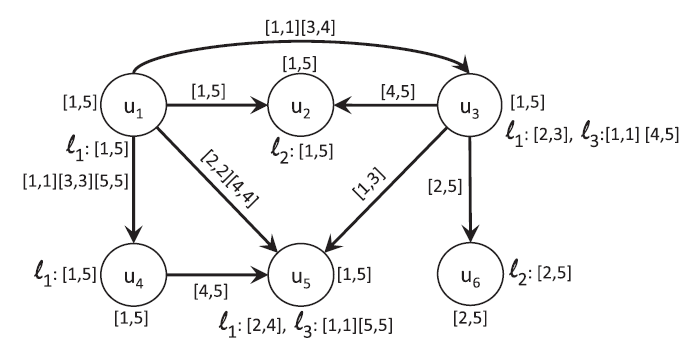 [1,1][3,4]
[1,5]
[1,5] u1 [1,5] u2 [4,5] u3 [1,5]
ℓ1: [1,5] ℓ2: [1,5] ℓ1: [2,3], ℓ3:[1,1] [4,5]
[1,1][3,3][5,5] [2,2][4,4] [1,3] [2,5]
ℓ1: [1,5] u4 [4,5] u5 [1,5] u6 ℓ2: [2,5]
[1,5] ℓ1: [2,4], ℓ3: [1,1][5,5] [2,5]